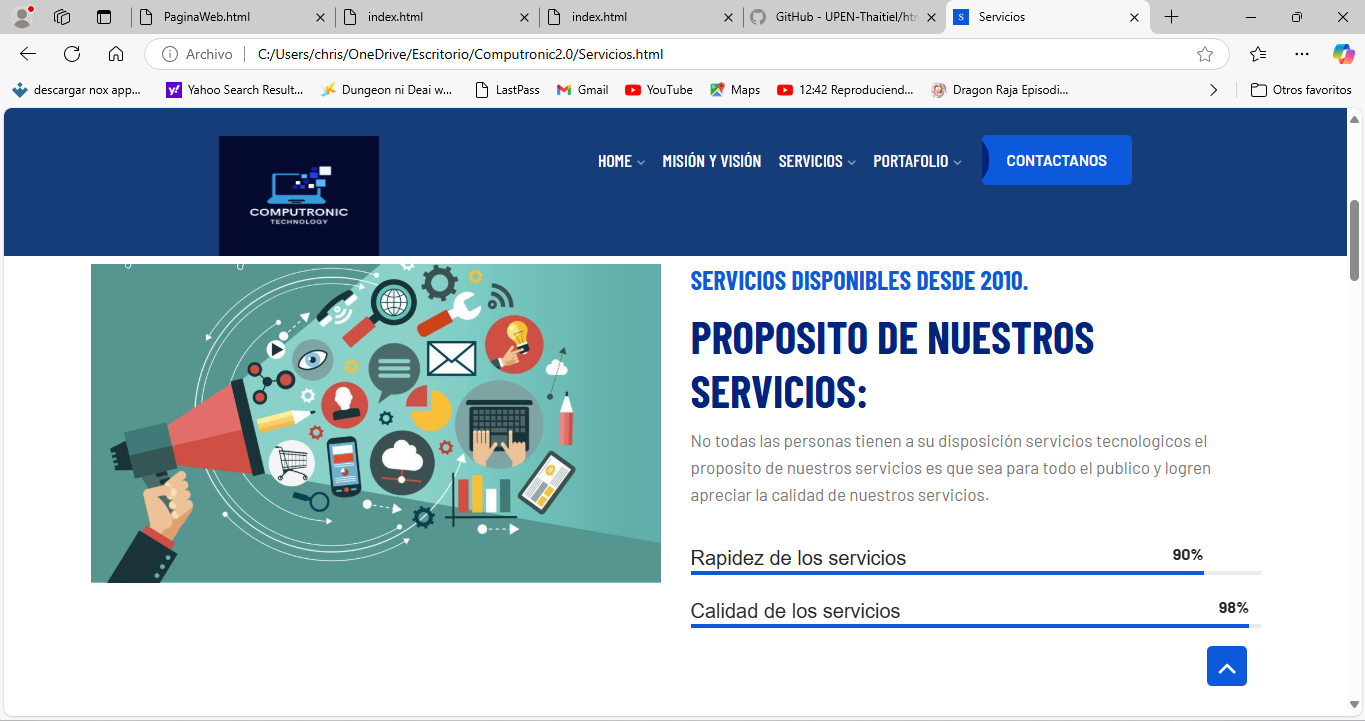 PaginaWeb.html
index.html
index.html
GitHub - UPEN-Thaitiel/htm
S
Servicios
Archivo
C:/Users/chris/OneDrive/Escritorio/Computronic2.0/Servicios.html
descargar nox app...
Yahoo Search Result...
Dungeon ni Deai w...
LastPass
Gmail
YouTube
Maps
12:42 Reproduciend...
Dragon Raja Episodi...
Otros favoritos
COMPUTRONIC
TECHNOLOGY
HOME
MISIÓN Y VISIÓN
SERVICIOS
PORTAFOLIO
CONTACTANOS
SERVICIOS DISPONIBLES DESDE 2010.
PROPOSITO DE NUESTROS
SERVICIOS:
No todas las personas tienen a su disposición servicios tecnologicos el
proposito de nuestros servicios es que sea para todo el publico y logren
apreciar la calidad de nuestros servicios.
Rapidez de los servicios
90%
Calidad de los servicios
98%